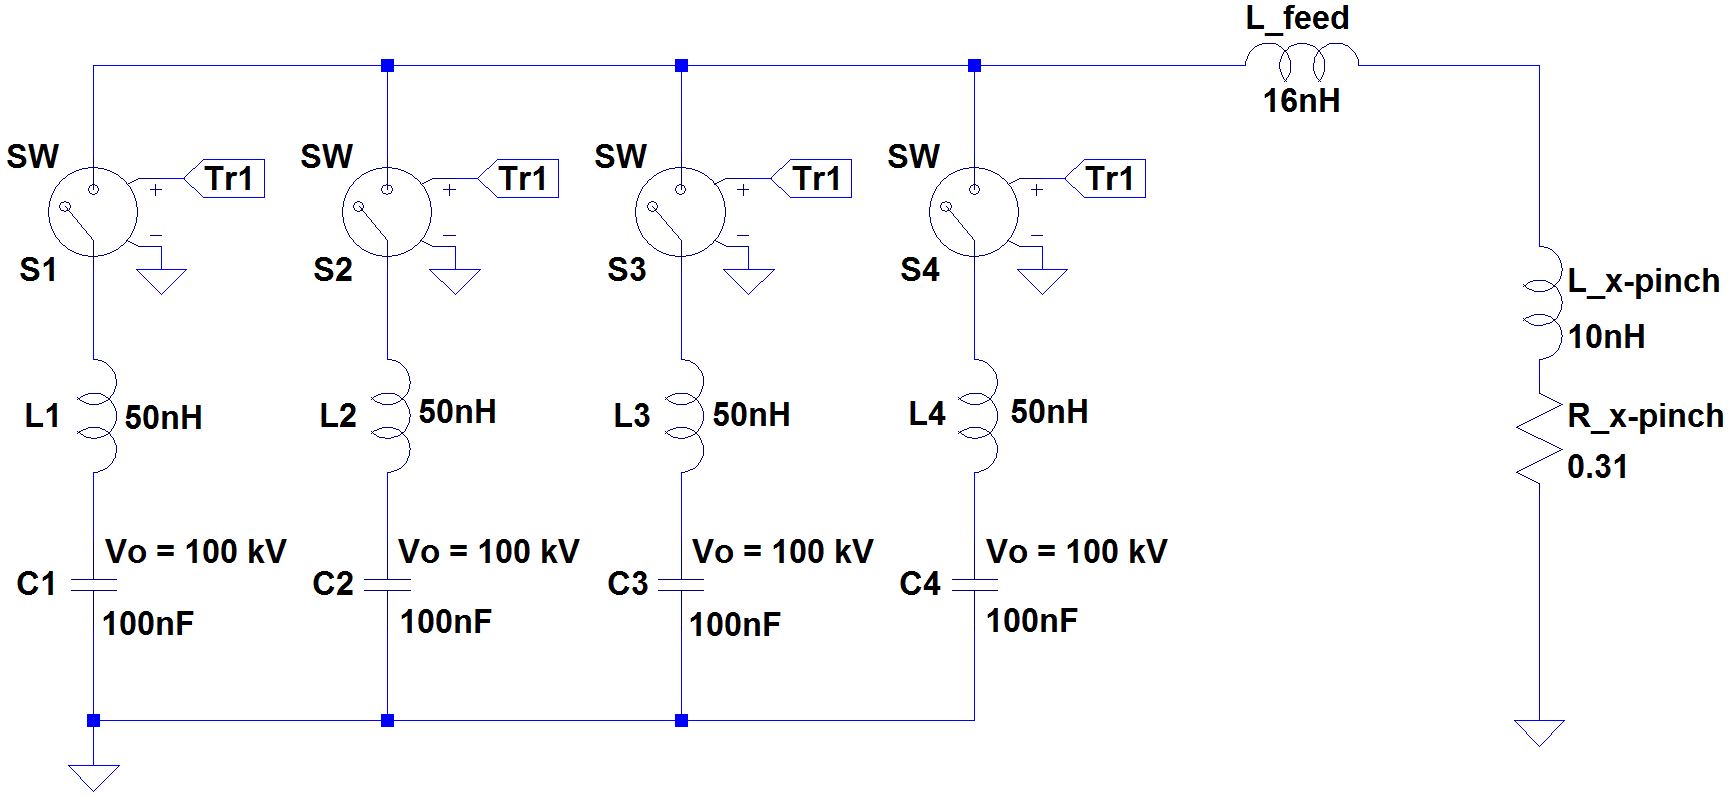 L_feed
16nH
SW
Tr1
SW
Tr1
SW
Tr1
SW
Tr1
+
+
+
+
−
−
−
−
S1
S2
S3
S4
L_x-pinch
10nH
L1
50nH
L2
50nH
L3
50nH
L4
50nH
R_x-pinch
0.31
Vo = 100 kV
Vo = 100 kV
Vo = 100 kV
Vo = 100 kV
C1
C2
C3
C4
100nF
100nF
100nF
100nF